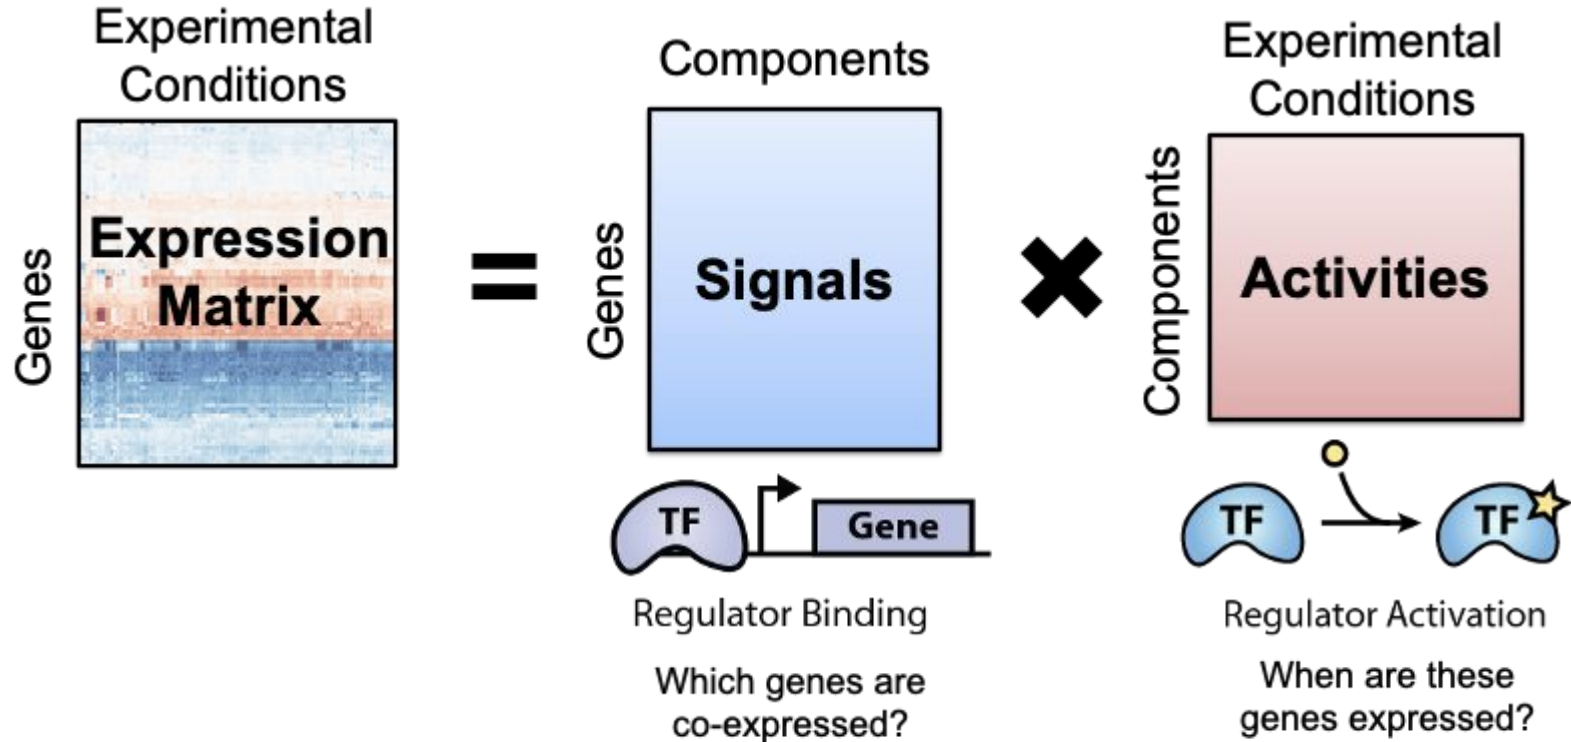 Experimental
Conditions
Genes
Expression
Matrix
=
Components
Genes
Signals
×
Experimental
Conditions
Components
Activities
TF
Gene
Regulator Binding
Which genes are
co-expressed?
TF
TF
Regulator Activation
When are these
genes expressed?